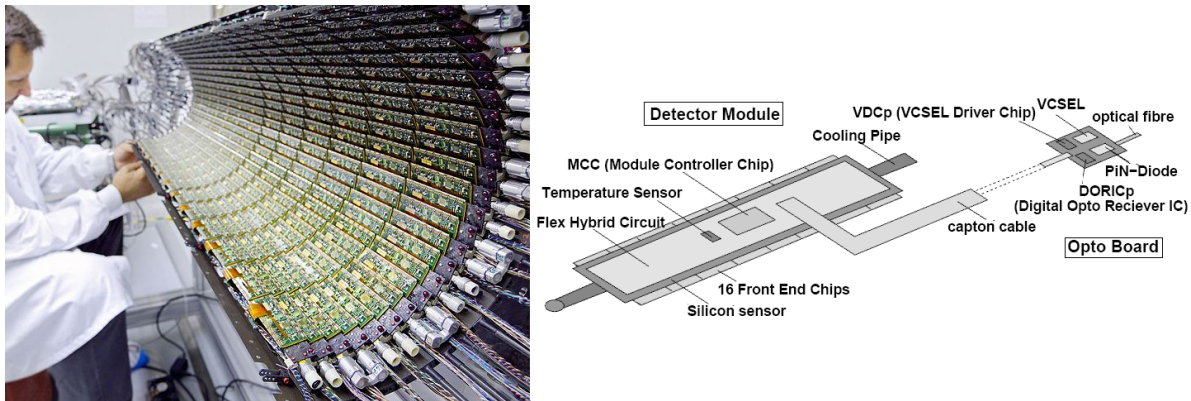 Detector Module
VDCp (VCSEL Driver Chip)
VCSEL
optical fibre
Cooling Pipe
MCC (Module Controller Chip)
PiN-Diode
Temperature Sensor
DORICp
(Digital Opto Reciever IC)
Flex Hybrid Circuit
capton cable
Opto Board
16 Front End Chips
Silicon sensor